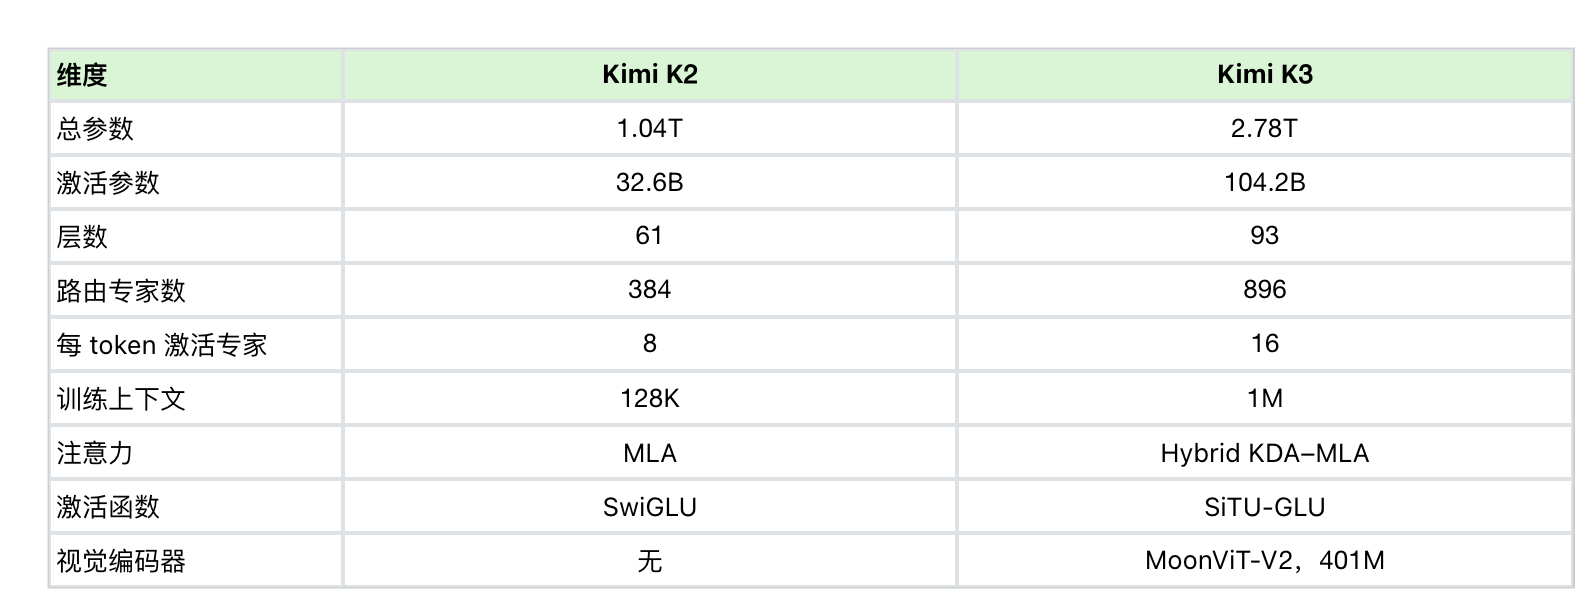 维度 Kimi K2 Kimi K3
总参数 1.04T 2.78T
激活参数 32.6B 104.2B
层数 61 93
路由专家数 384 896
每 token 激活专家 8 16
训练上下文 128K 1M
注意力 MLA Hybrid KDA–MLA
激活函数 SwiGLU SiTU-GLU
视觉编码器 无 MoonViT-V2，401M